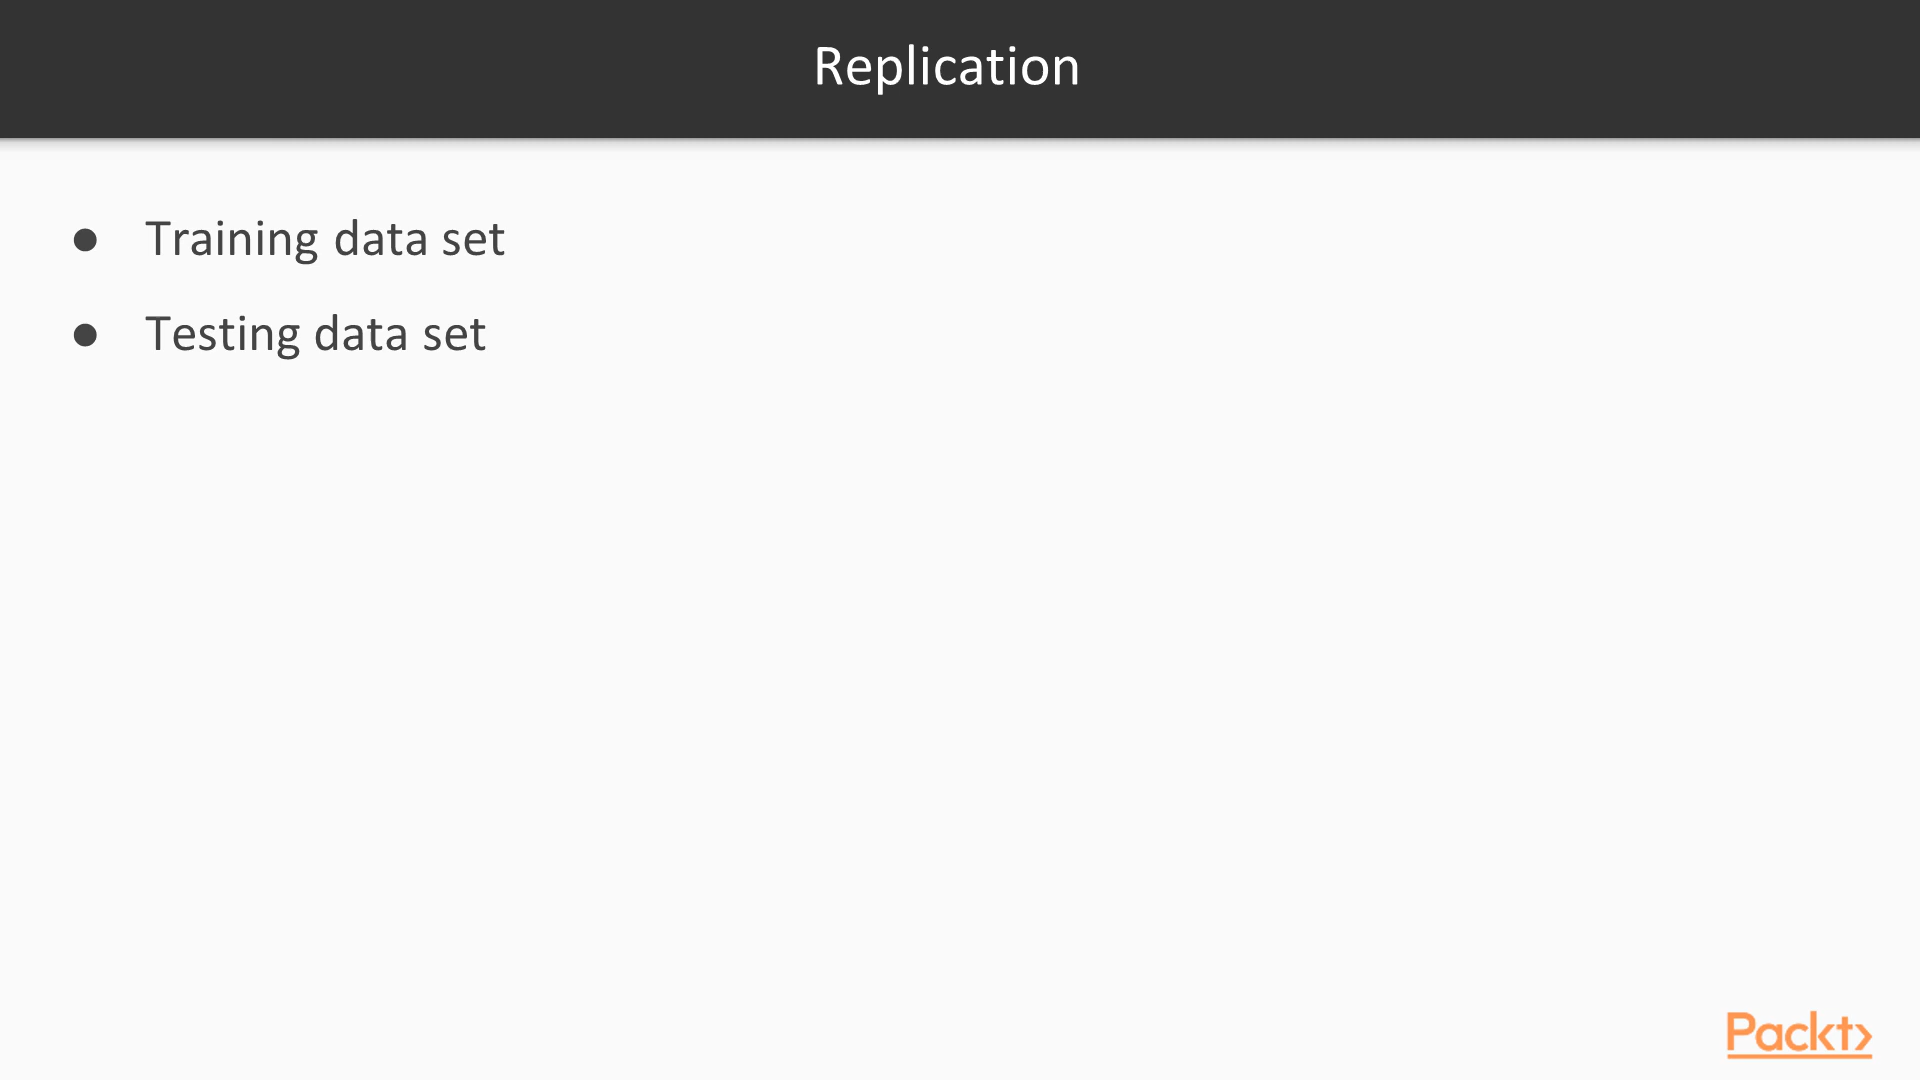 Replication
● Training data set
● Testing data set
Packt>